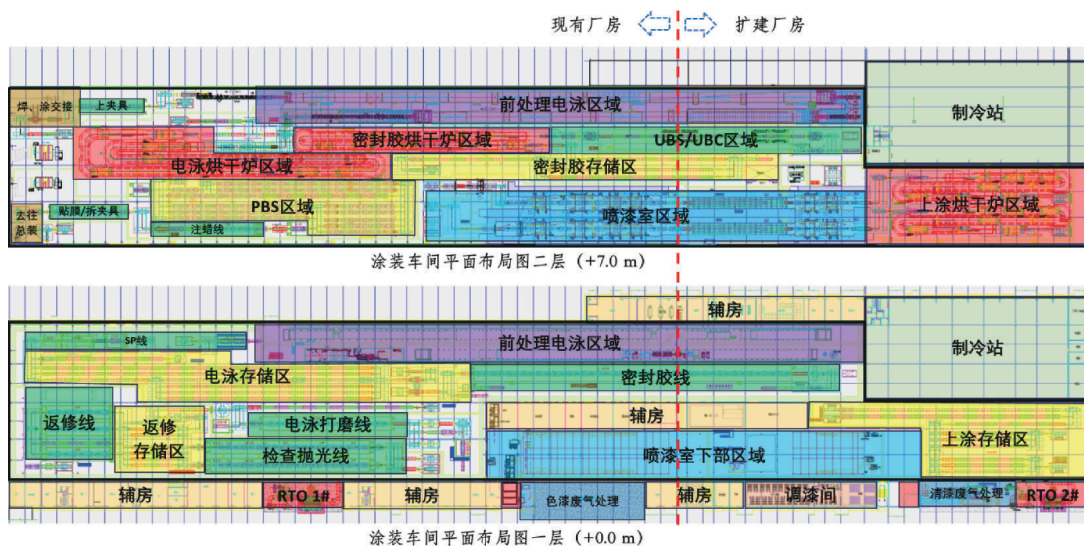 现有厂房 扩建厂房
焊、涂交接 上夹具 前处理电泳区域 制冷站
密封胶烘干炉区域 UBS/UBC区域
电泳烘干炉区域 密封胶存储区
PBS区域 喷漆室区域 上涂烘干炉区域
去往
总装
贴膜/拆夹具
注蜡线
涂装车间平面布局图二层 (+7.0 m)
辅房
SP线 前处理电泳区域 制冷站
电泳存储区 密封胶线
返修线 返修
存储区
电泳打磨线 辅房 上涂存储区
检查抛光线 喷漆室下部区域
辅房 RTO 1# 辅房 色漆废气处理 辅房 调漆间 清漆废气处理 RTO 2#
涂装车间平面布局图一层 (+0.0 m)